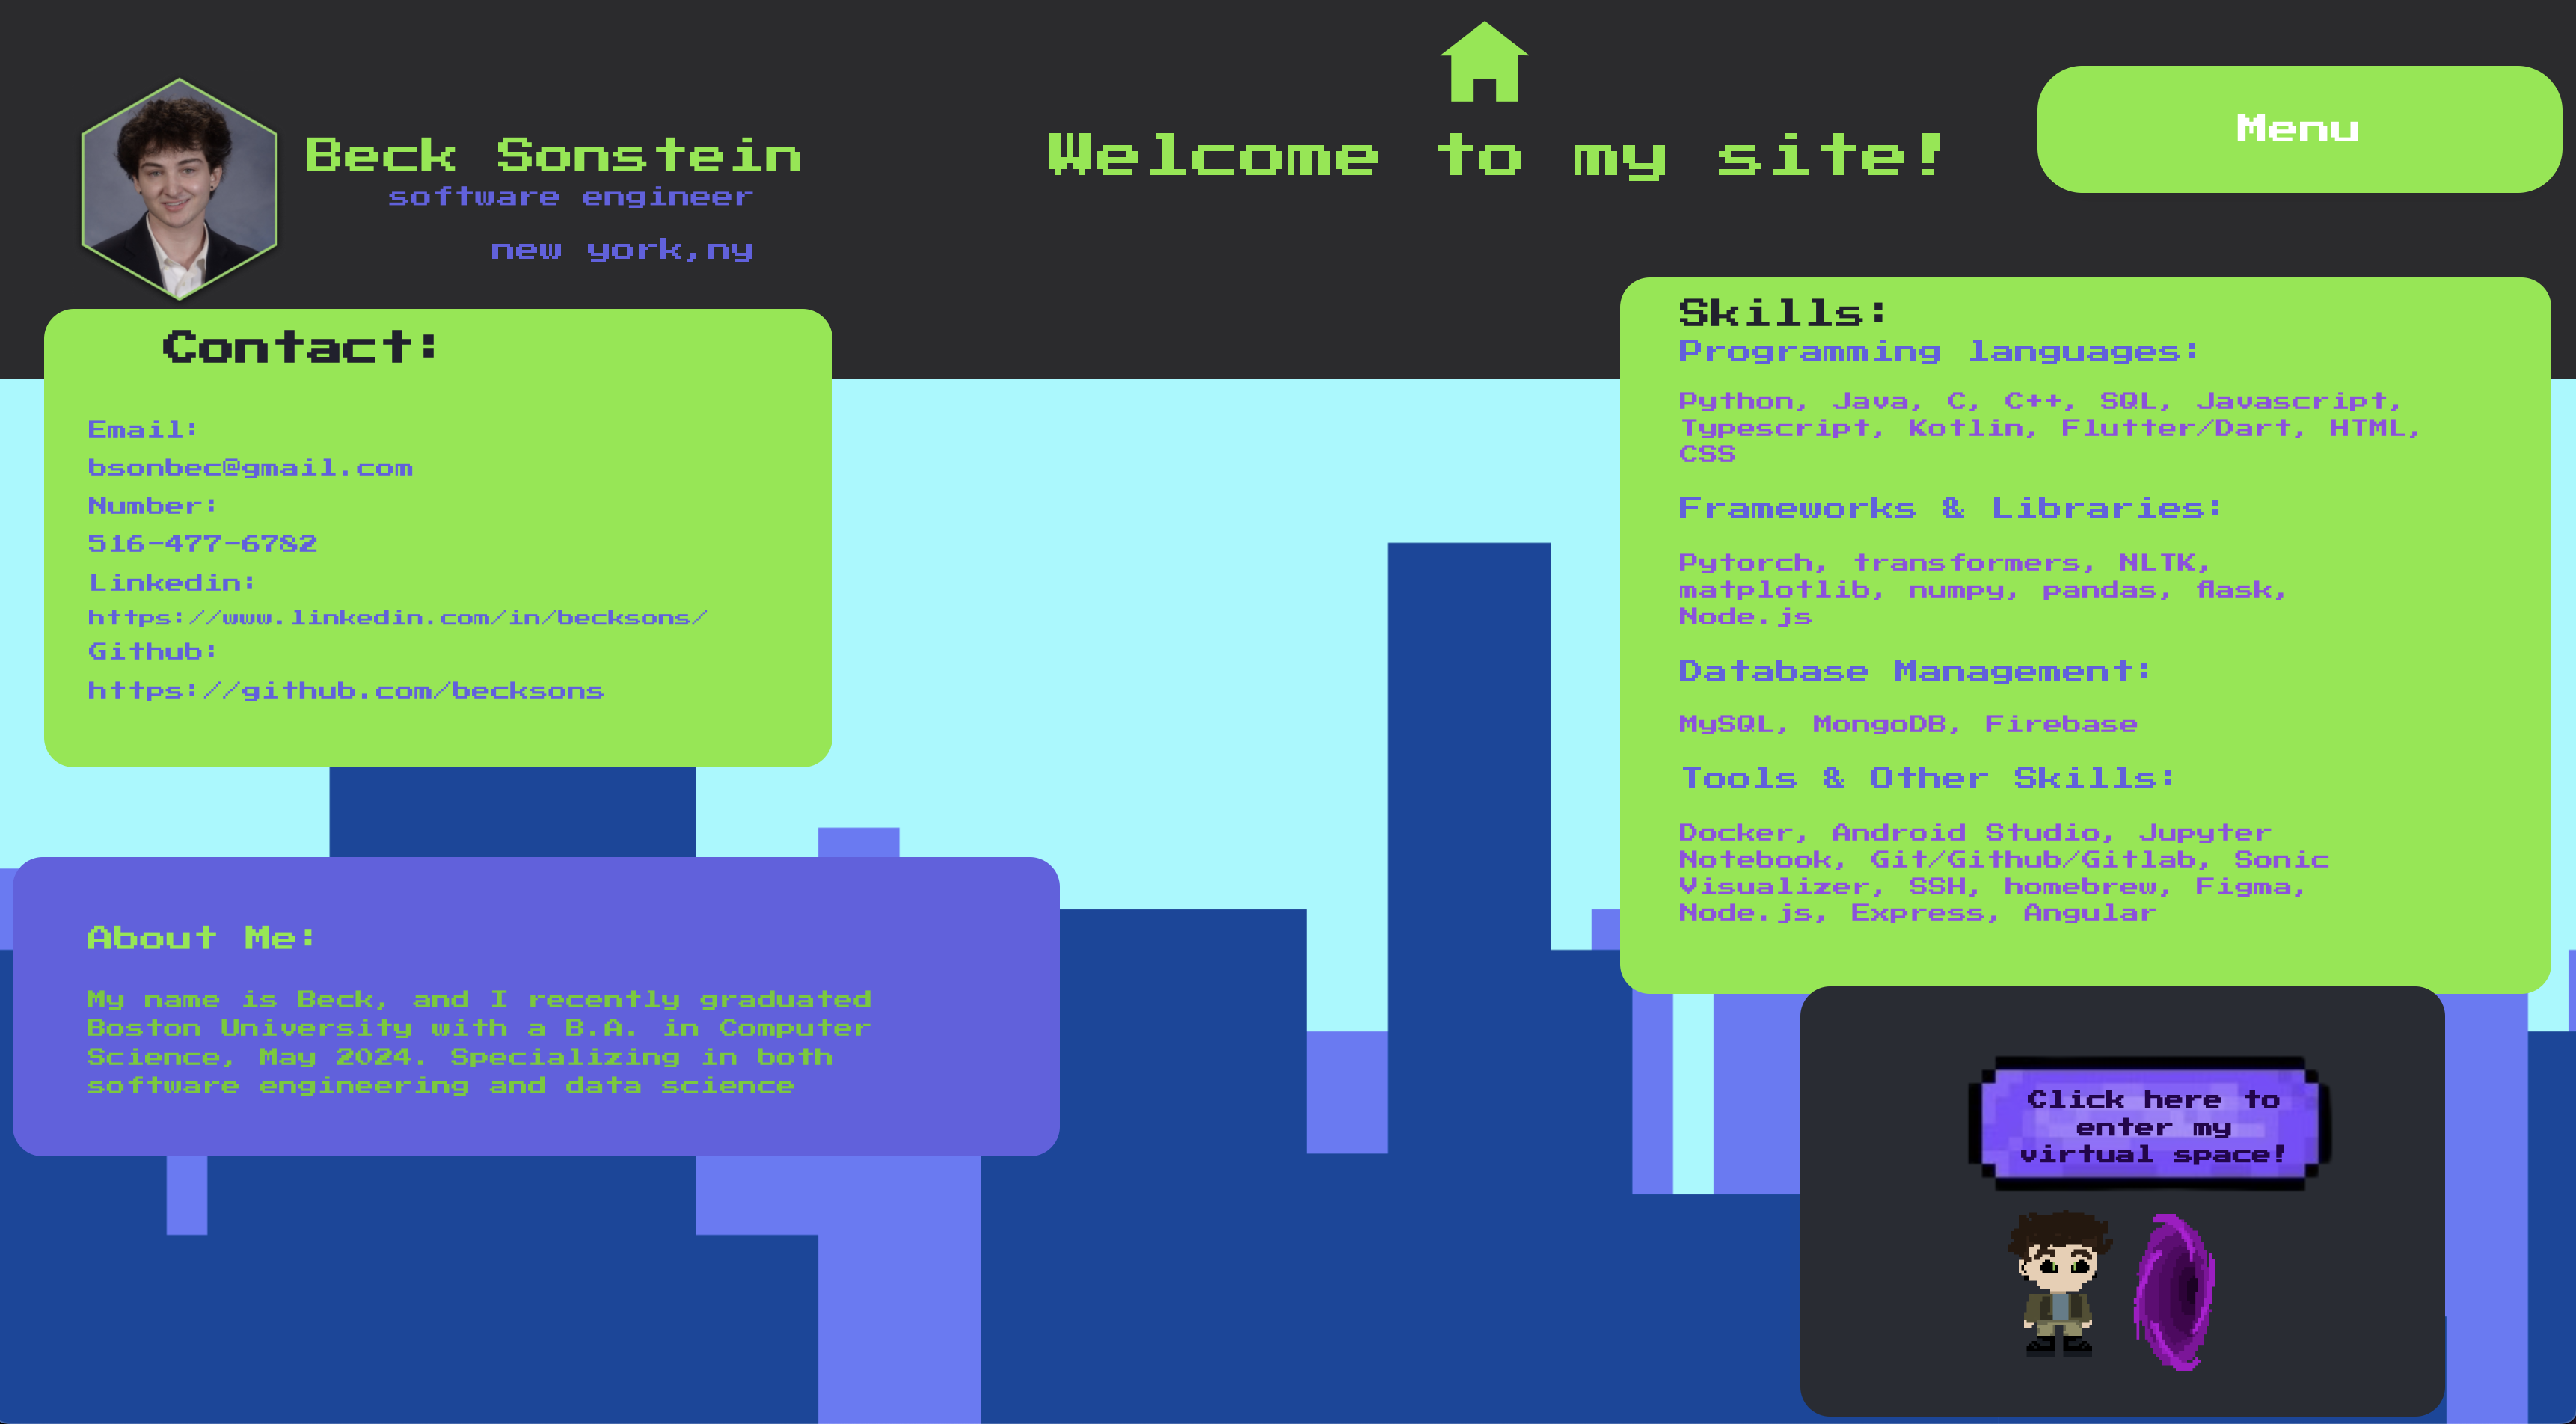 Beck Sonstein
software engineer
new york,ny
Welcome to my site!
Menu
Contact:
Email:
bsonbec@gmail.com
Number:
516-477-6782
Linkedin:
https://www.linkedin.com/in/becksons/
Github:
https://github.com/becksons
About Me:
My name is Beck, and I recently graduated
Boston University with a B.A. in Computer
Science, May 2024. Specializing in both
software engineering and data science
Skills:
Programming languages:
Python, Java, C, C++, SQL, Javascript,
Typescript, Kotlin, Flutter/Dart, HTML,
CSS
Frameworks & Libraries:
Pytorch, transformers, NLTK,
matplotlib, numpy, pandas, flask,
Node.js
Database Management:
MySQL, MongoDB, Firebase
Tools & Other Skills:
Docker, Android Studio, Jupyter
Notebook, Git/Github/Gitlab, Sonic
Visualizer, SSH, homebrew, Figma,
Node.js, Express, Angular
Click here to
enter my
virtual space!